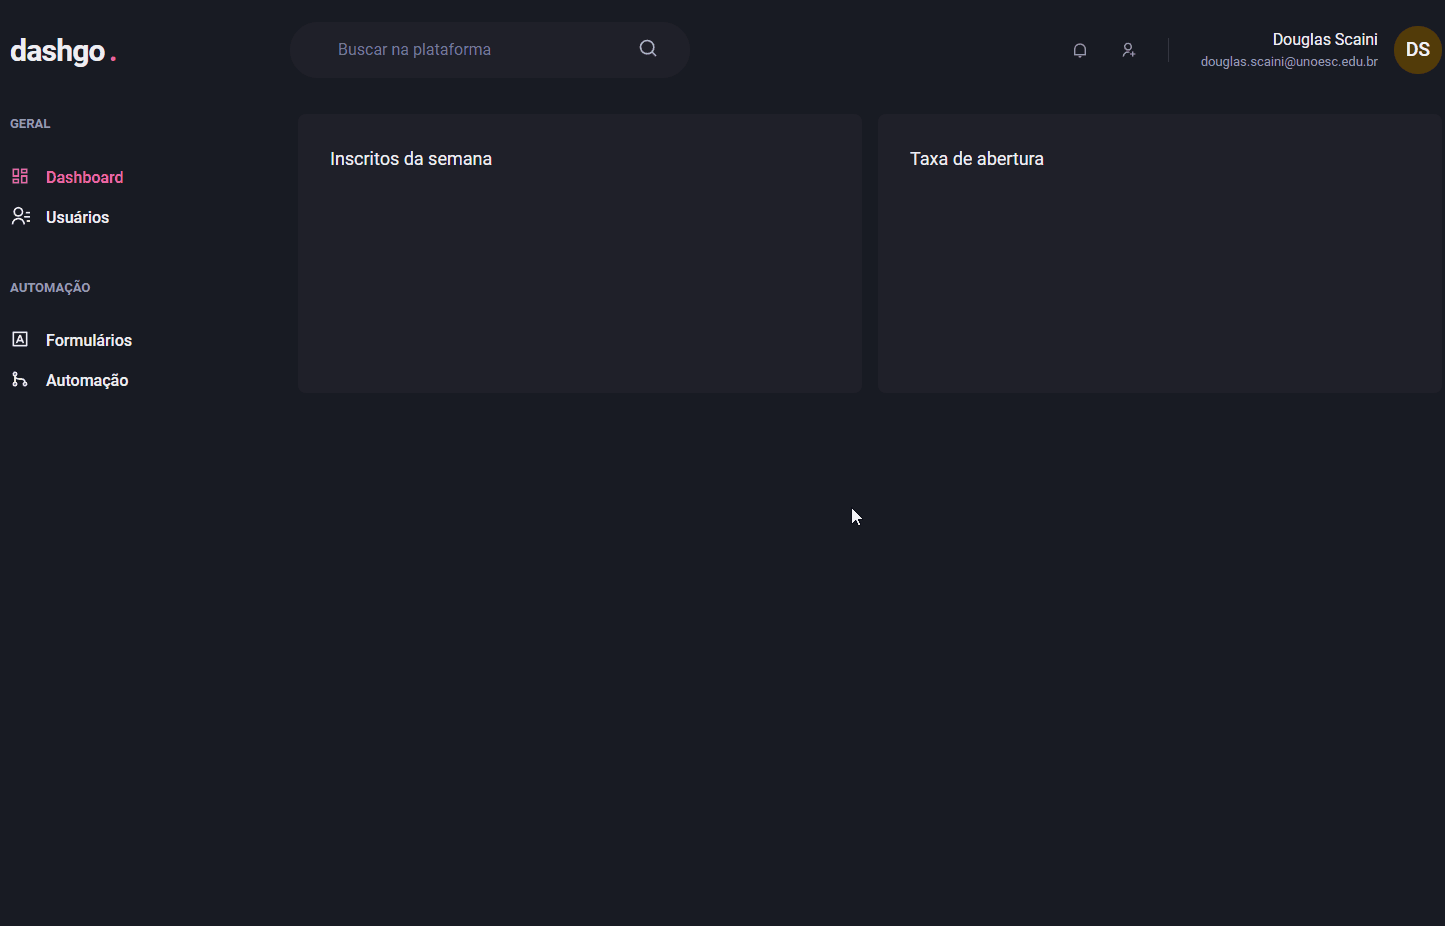 dashgo.
Buscar na plataforma
Douglas Scaini
douglas.scaini@unoesc.edu.br
DS
GERAL
Dashboard
Usuários
AUTOMAÇÃO
Formulários
Automação
Inscritos da semana
Taxa de abertura